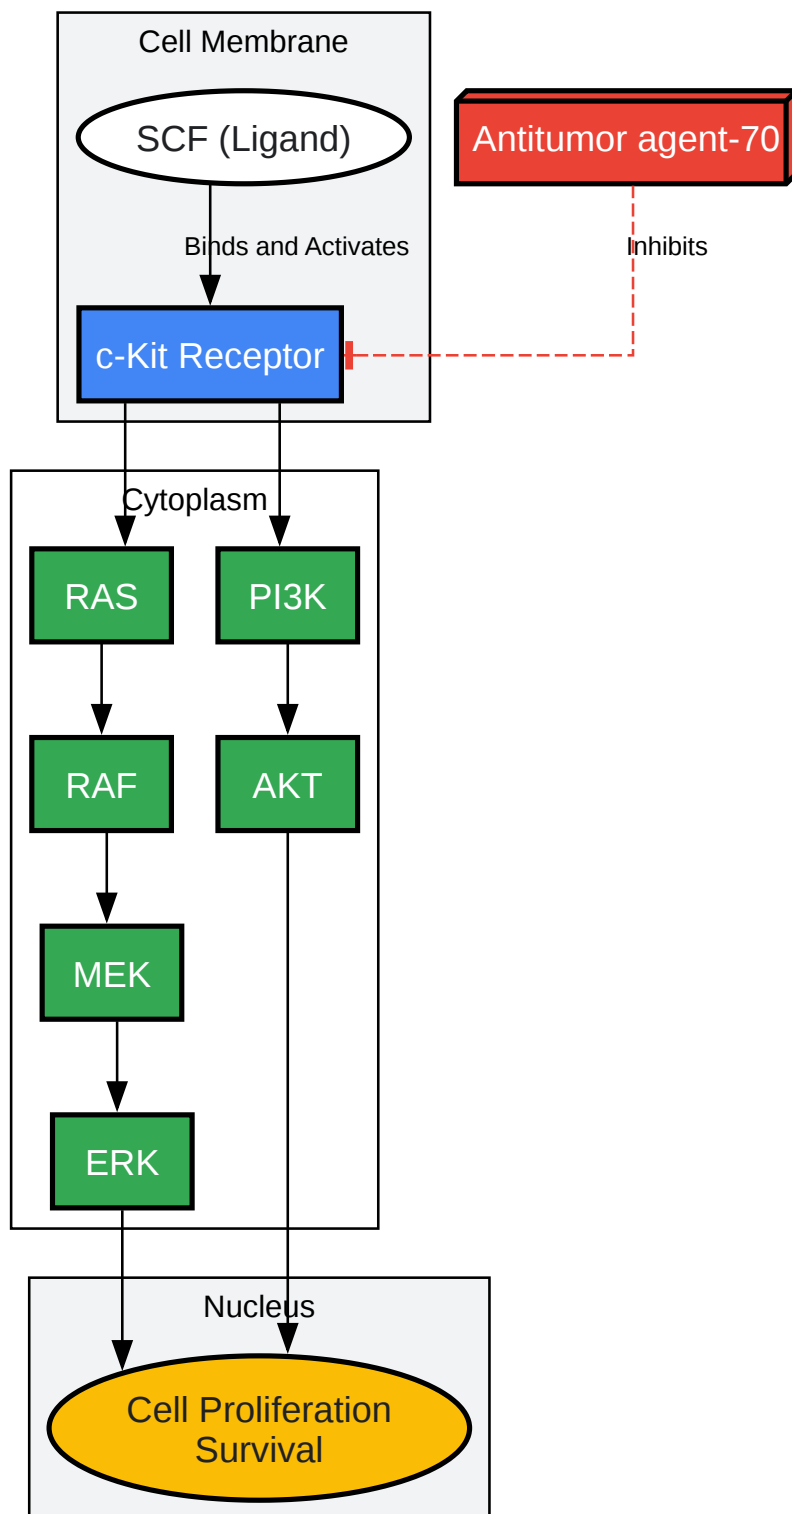 Cell Membrane
SCF (Ligand)
Antitumor agent-70
Binds and Activates
Inhibits
c-Kit Receptor
Cytoplasm
RAS
PI3K
RAF
AKT
MEK
ERK
Nucleus
Cell Proliferation
Survival